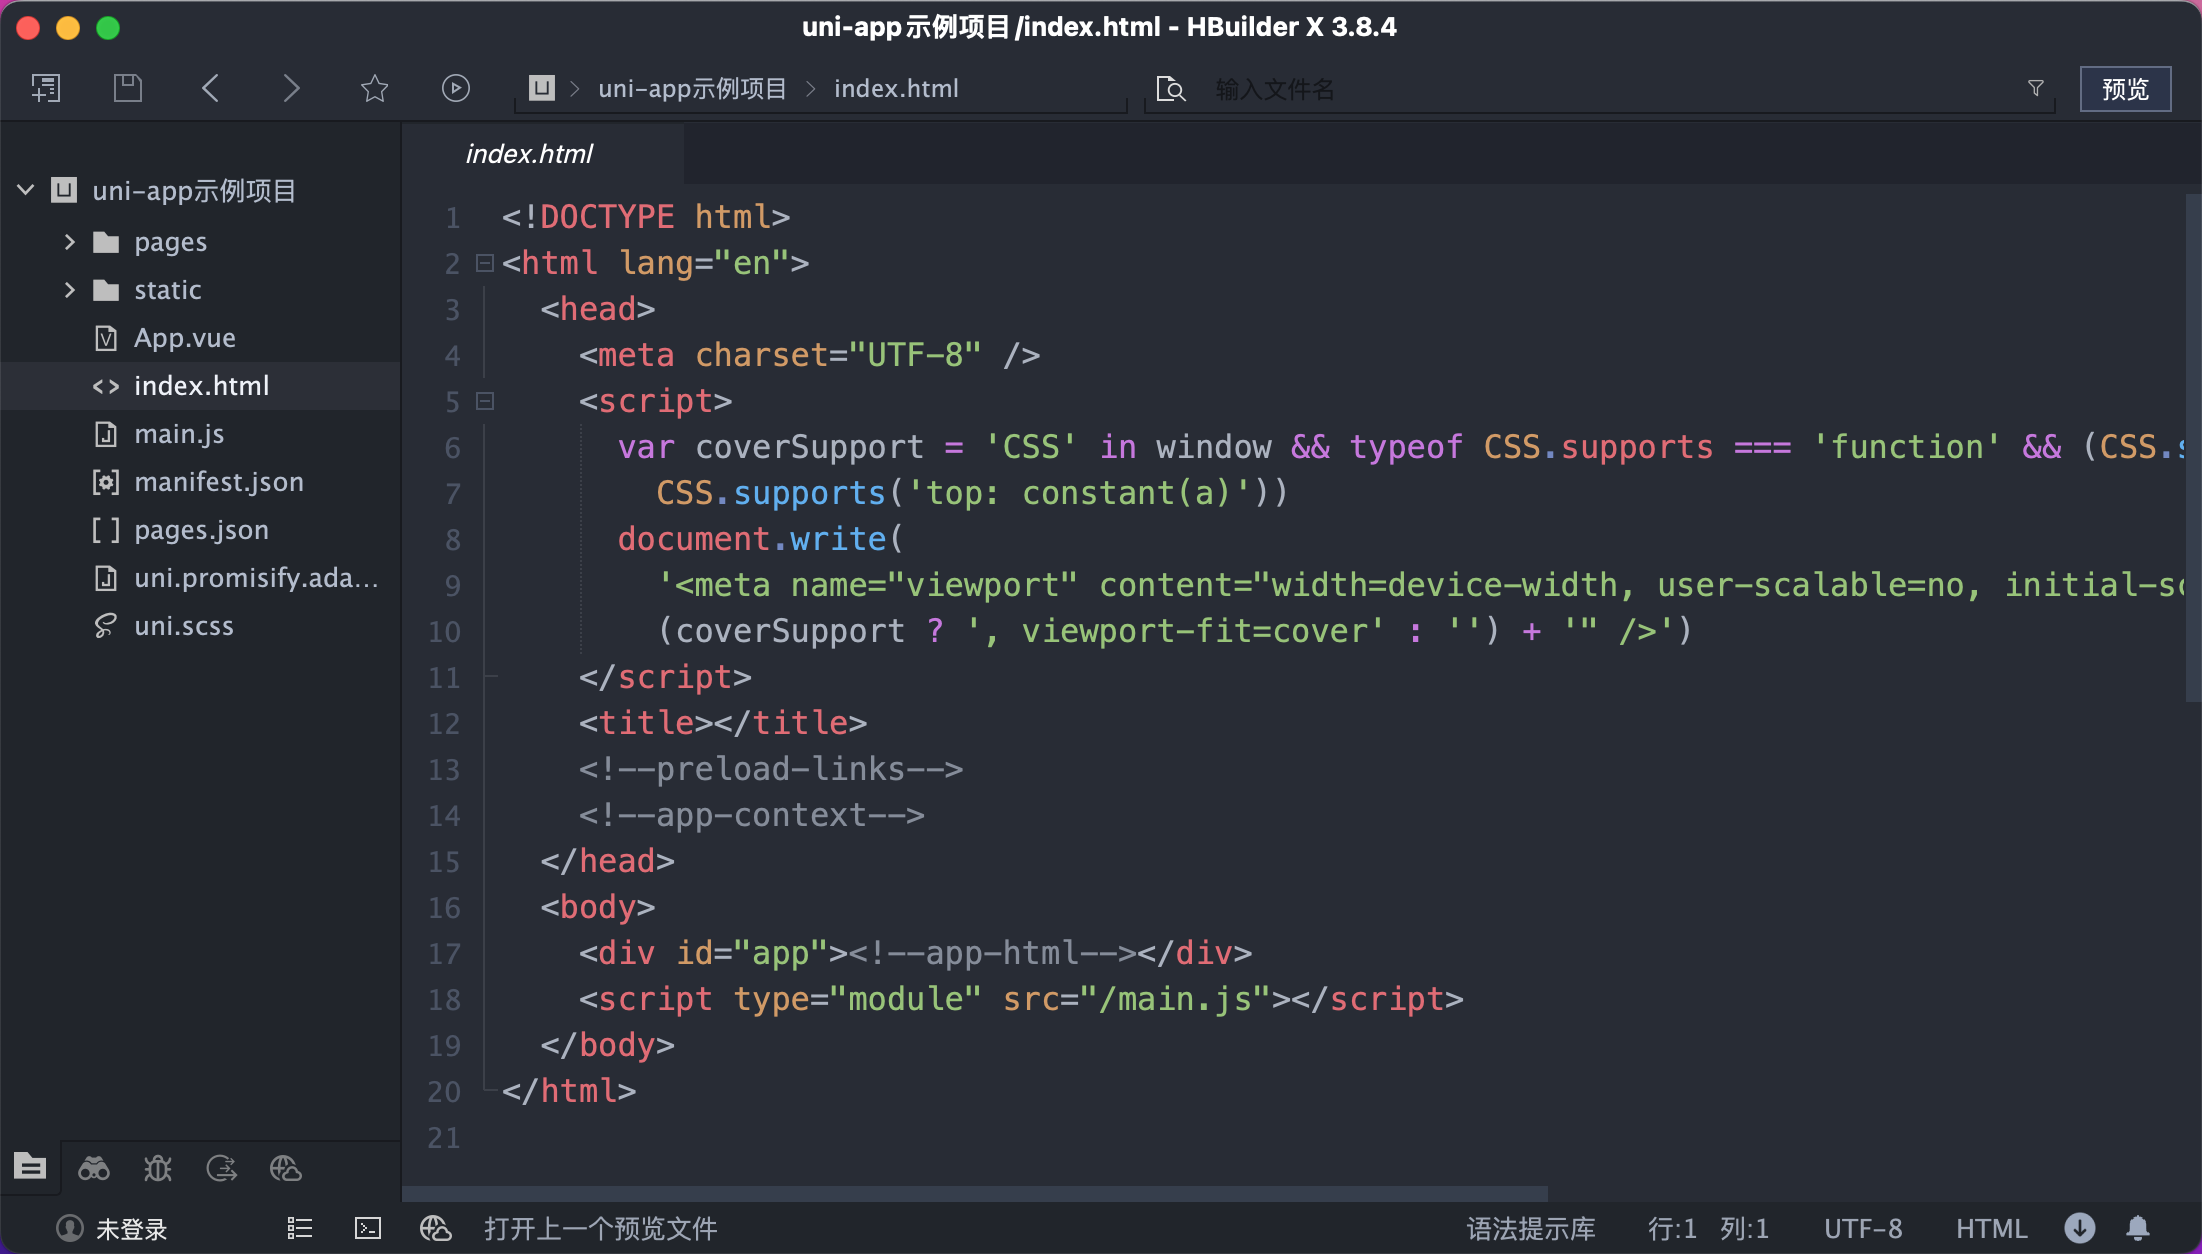 uni-app示例项目/index.html - HBuilder X 3.8.4
uni-app示例项目 > index.html
输入文件名
预览
index.html
uni-app示例项目
pages
static
App.vue
index.html
main.js
manifest.json
pages.json
uni.promisify.ada...
uni.scss
1 <!DOCTYPE html>
2 <html lang="en">
3   <head>
4     <meta charset="UTF-8" />
5     <script>
6       var coverSupport = 'CSS' in window && typeof CSS.supports === 'function' && (CSS.s
7         CSS.supports('top: constant(a)'))
8       document.write(
9         '<meta name="viewport" content="width=device-width, user-scalable=no, initial-sc
10         (coverSupport ? ', viewport-fit=cover' : '') + '" />')
11     </script>
12     <title></title>
13     <!--preload-links-->
14     <!--app-context-->
15   </head>
16   <body>
17     <div id="app"><!--app-html--></div>
18     <script type="module" src="/main.js"></script>
19   </body>
20 </html>
21
未登录
打开上一个预览文件
语法提示库 行:1 列:1 UTF-8 HTML